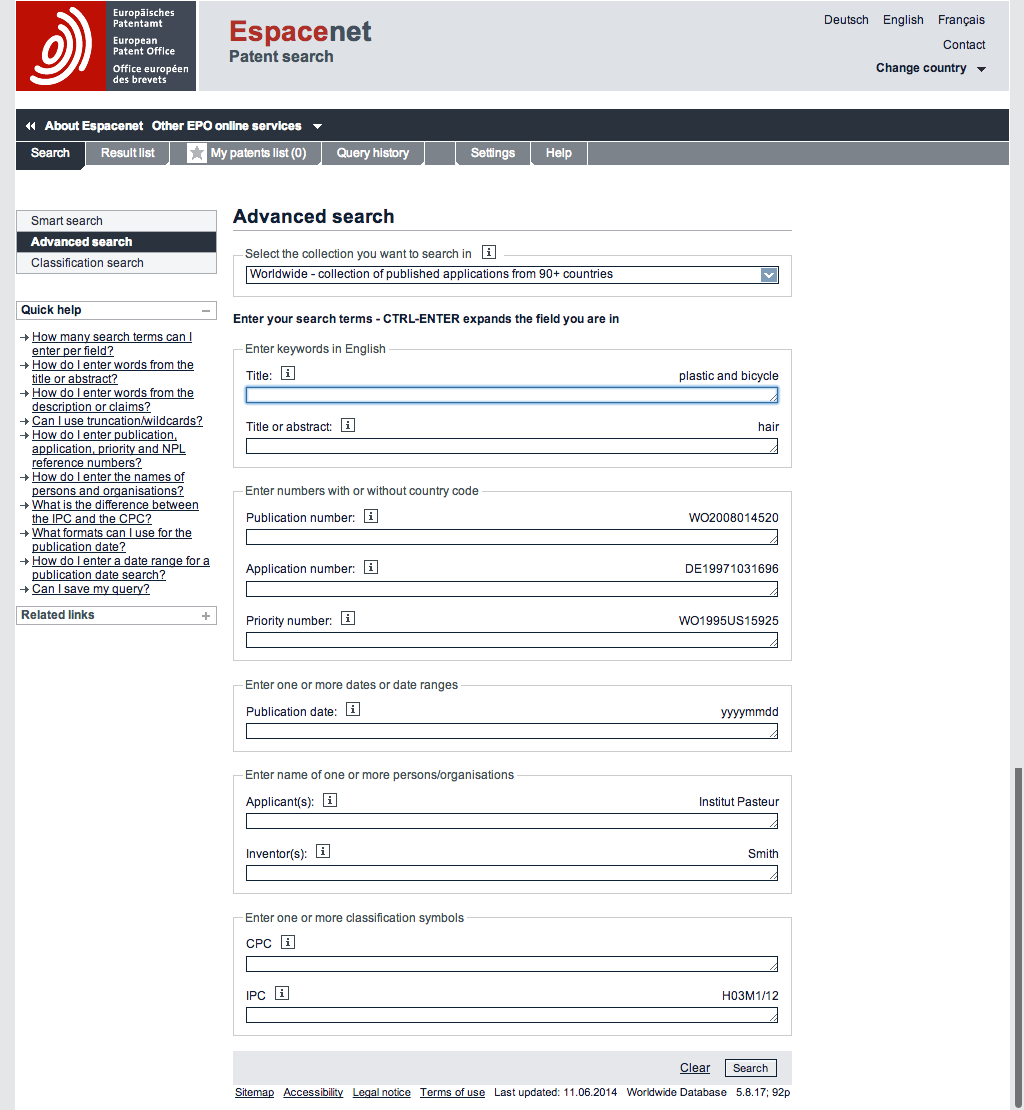 Europäisches
Patentamt
European
Patent Office
Office européen
des brevets
Espacenet
Patent search
Deutsch English Français
Contact
Change country
About Espacenet Other EPO online services
Search Result list My patents list (0) Query history Settings Help
Smart search
Advanced search
Classification search
Quick help
How many search terms can I
enter per field?
How do I enter words from the
title or abstract?
How do I enter words from the
description or claims?
Can I use truncation/wildcards?
How do I enter publication,
application, priority and NPL
reference numbers?
How do I enter the names of
persons and organisations?
What is the difference between
the IPC and the CPC?
What formats can I use for the
publication date?
How do I enter a date range for a
publication date search?
Can I save my query?
Related links
Advanced search
Select the collection you want to search in i
Worldwide - collection of published applications from 90+ countries
Enter your search terms - CTRL-ENTER expands the field you are in
Enter keywords in English
Title: i plastic and bicycle
Title or abstract: i hair
Enter numbers with or without country code
Publication number: i WO2008014520
Application number: i DE19971031696
Priority number: i WO1995US15925
Enter one or more dates or date ranges
Publication date: i yyyymmdd
Enter name of one or more persons/organisations
Applicant(s): i Institut Pasteur
Inventor(s): i Smith
Enter one or more classification symbols
CPC i
IPC i H03M1/12
Clear Search
Sitemap Accessibility Legal notice Terms of use Last updated: 11.06.2014 Worldwide Database 5.8.17; 92p